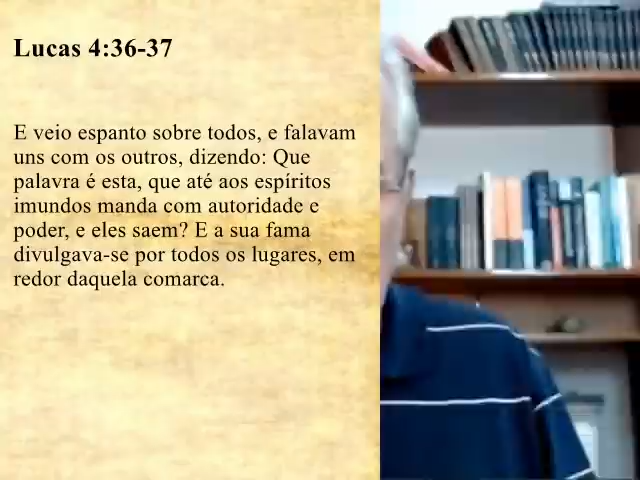 Lucas 4:36-37
E veio espanto sobre todos, e falavam
uns com os outros, dizendo: Que
palavra é esta, que até aos espíritos
imundos manda com autoridade e
poder, e eles saem? E a sua fama
divulgava-se por todos os lugares, em
redor daquela comarca.